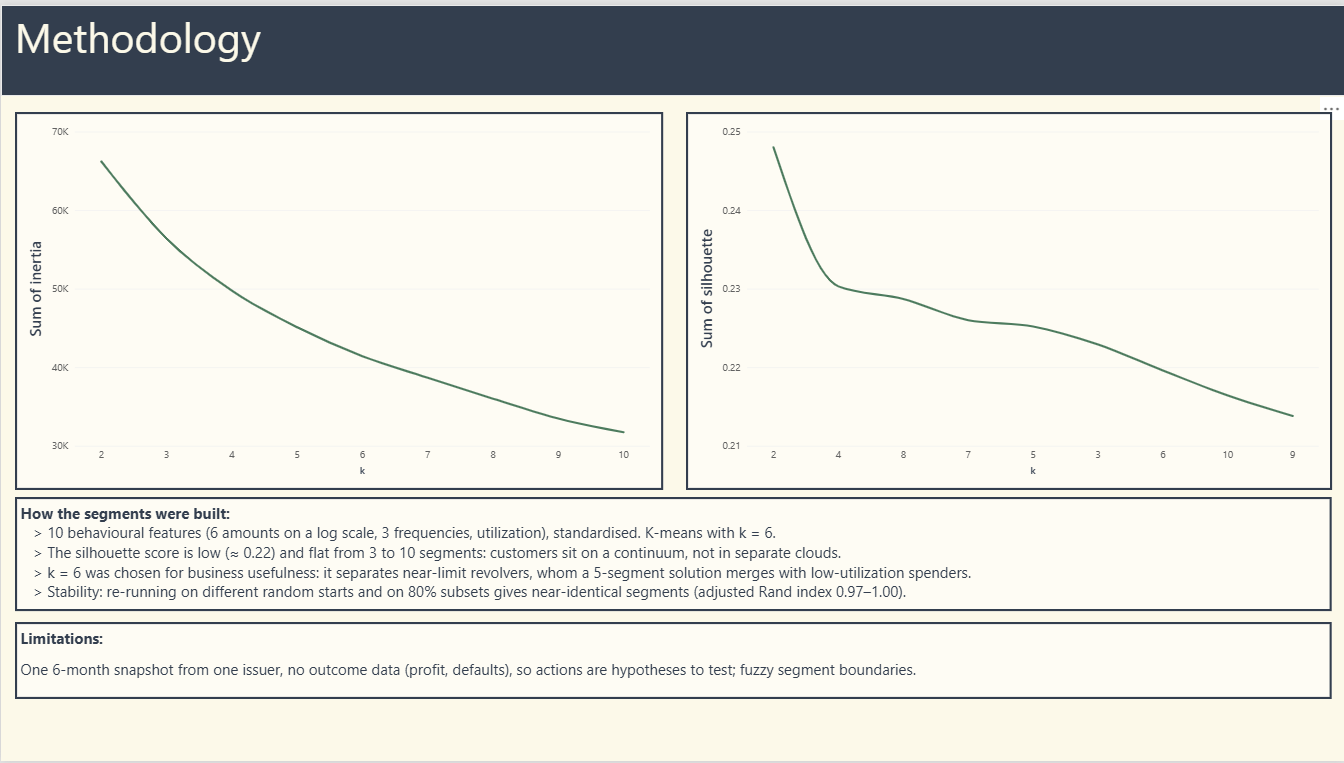 Methodology
...
70K
60K
50K
40K
30K
Sum of inertia
2 3 4 5 6 7 8 9 10
k
0.25
0.24
0.23
0.22
0.21
Sum of silhouette
2 4 8 7 5 3 6 10 9
k
How the segments were built:
> 10 behavioural features (6 amounts on a log scale, 3 frequencies, utilization), standardised. K-means with k = 6.
> The silhouette score is low (≈ 0.22) and flat from 3 to 10 segments: customers sit on a continuum, not in separate clouds.
> k = 6 was chosen for business usefulness: it separates near-limit revolvers, whom a 5-segment solution merges with low-utilization spenders.
> Stability: re-running on different random starts and on 80% subsets gives near-identical segments (adjusted Rand index 0.97–1.00).
Limitations:
One 6-month snapshot from one issuer, no outcome data (profit, defaults), so actions are hypotheses to test; fuzzy segment boundaries.